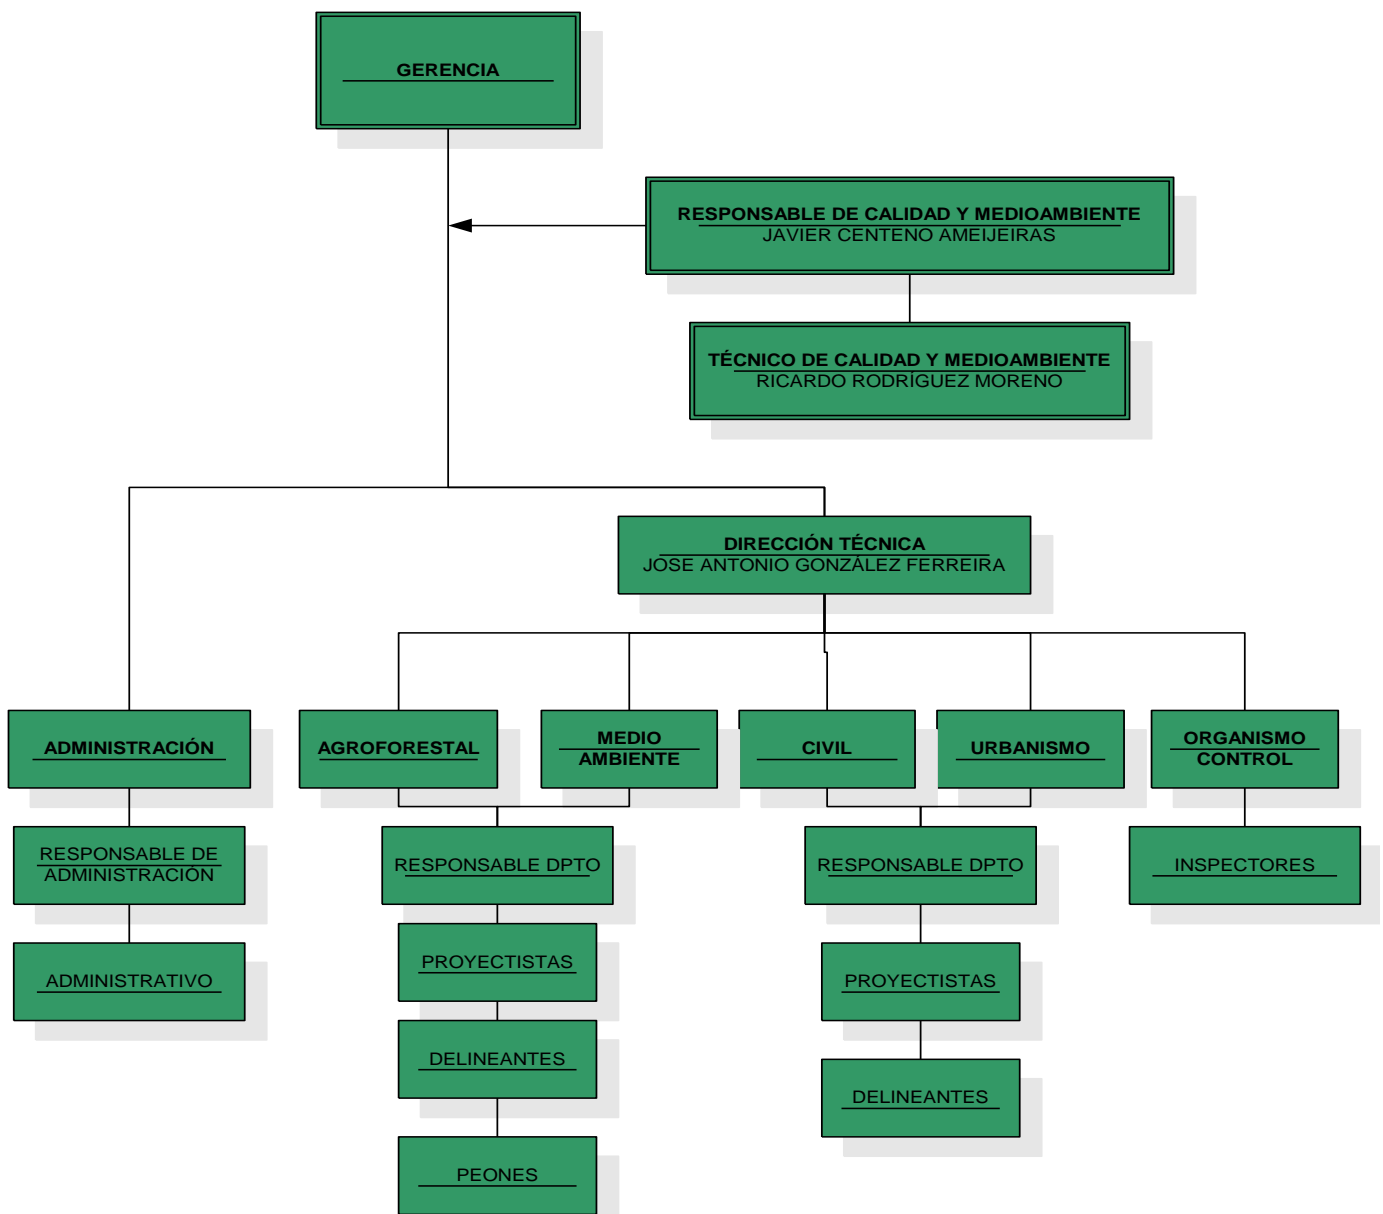 GERENCIA
RESPONSABLE DE CALIDAD Y MEDIOAMBIENTE
JAVIER CENTENO AMEIJEIRAS
TÉCNICO DE CALIDAD Y MEDIOAMBIENTE
RICARDO RODRÍGUEZ MORENO
DIRECCIÓN TÉCNICA
JOSE ANTONIO GONZÁLEZ FERREIRA
ADMINISTRACIÓN
AGROFORESTAL
MEDIO
AMBIENTE
CIVIL
URBANISMO
ORGANISMO
CONTROL
RESPONSABLE DE
ADMINISTRACIÓN
RESPONSABLE DPTO
RESPONSABLE DPTO
INSPECTORES
ADMINISTRATIVO
PROYECTISTAS
PROYECTISTAS
DELINEANTES
DELINEANTES
PEONES